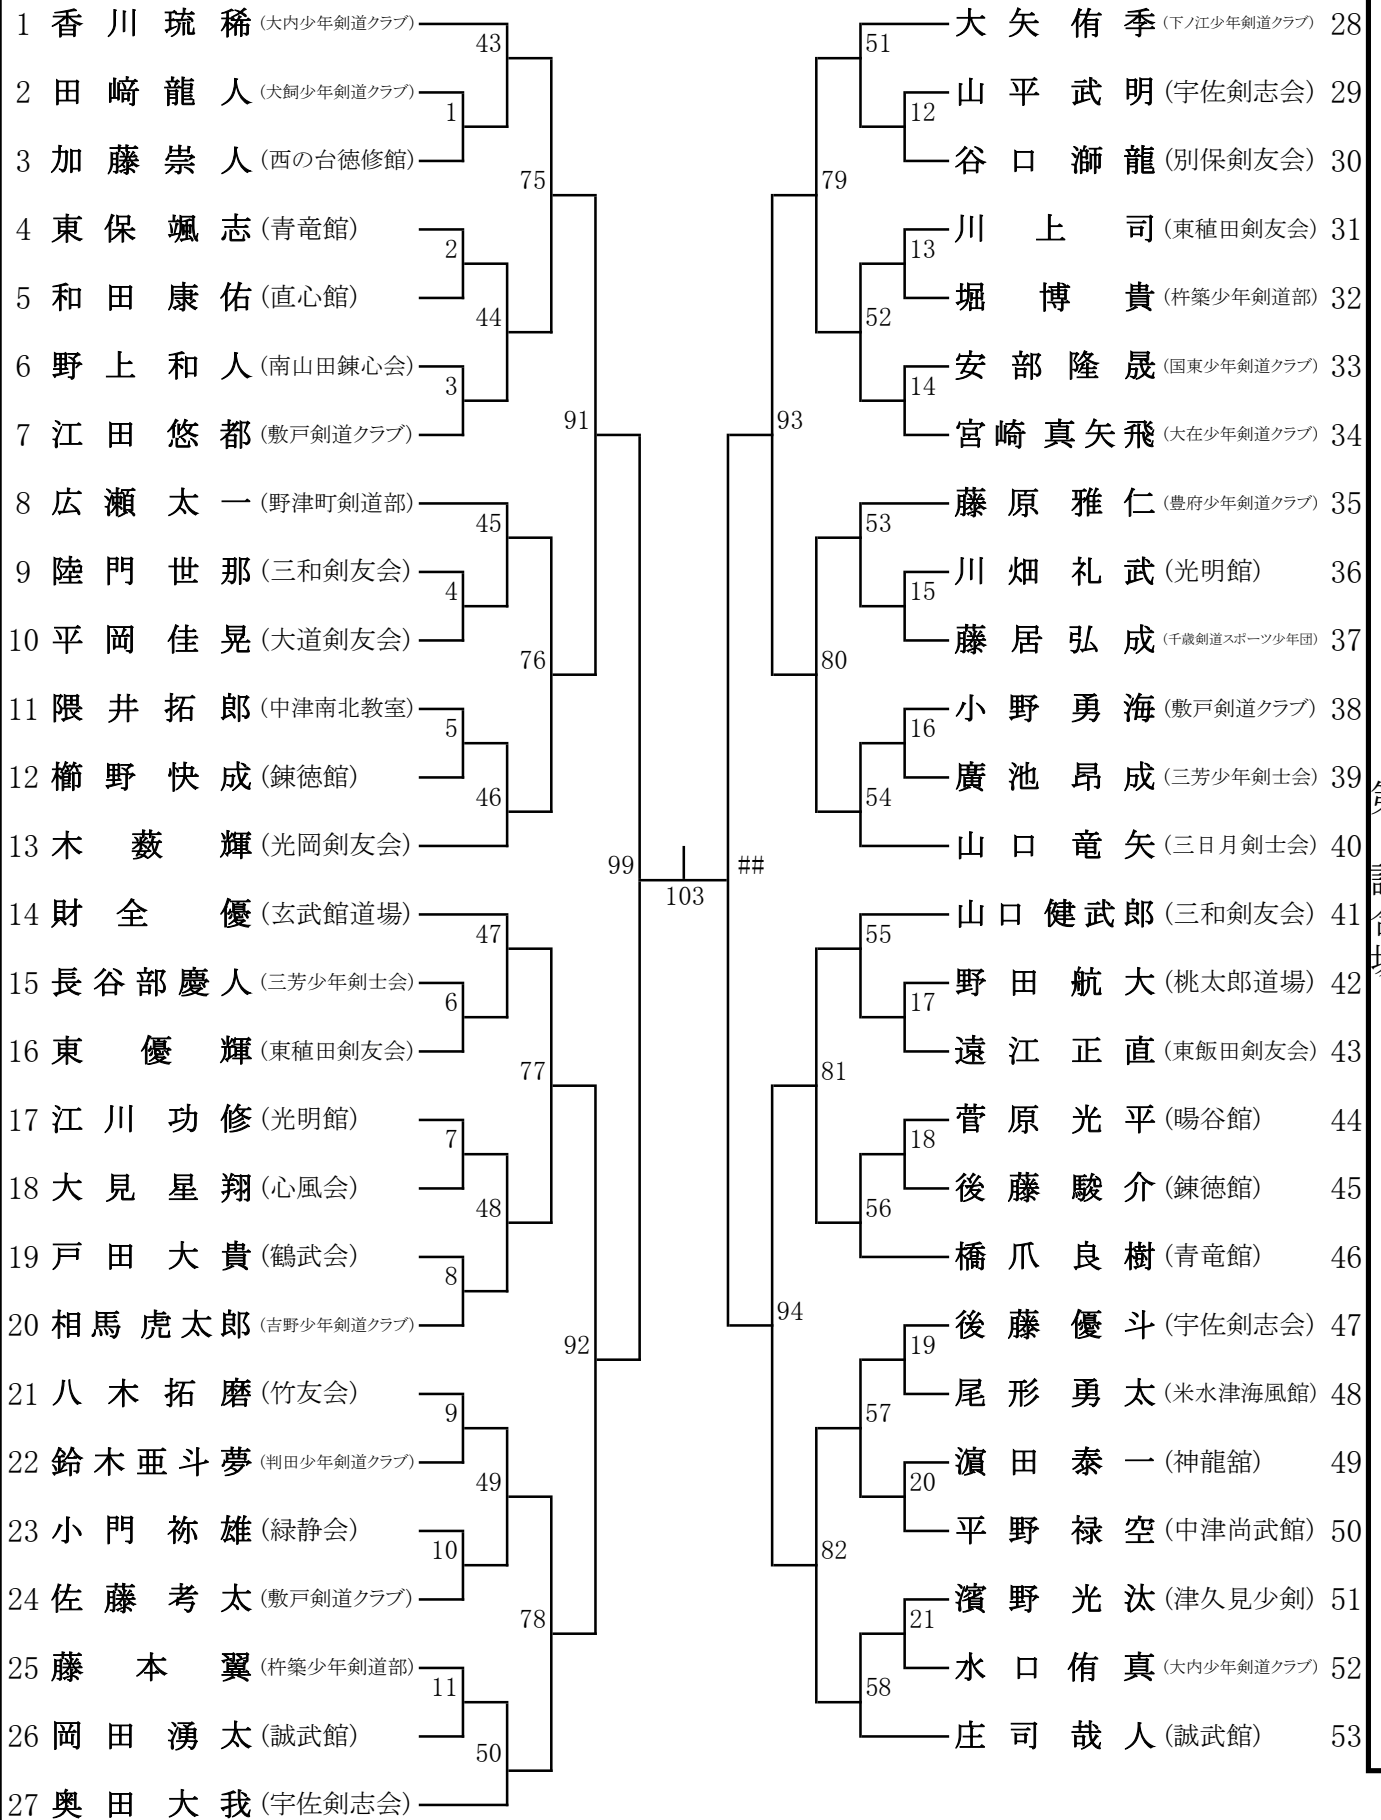 1 香川琉稀 (大内少年剣道クラブ)
2 田﨑龍人 (犬飼少年剣道クラブ)
3 加藤崇人 (西の台徳修館)
4 東保颯志 (青竜館)
5 和田康佑 (直心館)
6 野上和人 (南山田錬心会)
7 江田悠都 (敷戸剣道クラブ)
8 広瀬太一 (野津町剣道部)
9 陸門世那 (三和剣友会)
10 平岡佳晃 (大道剣友会)
11 隈井拓郎 (中津南北教室)
12 櫛野快成 (錬徳館)
13 木薮輝 (光岡剣友会)
14 財全優 (玄武館道場)
15 長谷部慶人 (三芳少年剣士会)
16 東優輝 (東稙田剣友会)
17 江川功修 (光明館)
18 大見星翔 (心風会)
19 戸田大貴 (鶴武会)
20 相馬虎太郎 (吉野少年剣道クラブ)
21 八木拓磨 (竹友会)
22 鈴木亜斗夢 (判田少年剣道クラブ)
23 小門祢雄 (緑静会)
24 佐藤考太 (敷戸剣道クラブ)
25 藤本翼 (杵築少年剣道部)
26 岡田湧太 (誠武館)
27 奥田大我 (宇佐剣志会)
43
1
75
2
44
3
91
45
4
76
5
46
99
47
6
77
7
48
8
92
9
49
10
78
11
50
103
##
51
12
79
13
52
14
93
53
15
80
16
54
55
17
81
18
56
94
19
57
20
82
21
58
大矢侑季 (下ノ江少年剣道クラブ) 28
山平武明 (宇佐剣志会) 29
谷口瀄龍 (別保剣友会) 30
川上司 (東稙田剣友会) 31
堀博貴 (杵築少年剣道部) 32
安部隆晟 (国東少年剣道クラブ) 33
宮崎真矢飛 (大在少年剣道クラブ) 34
藤原雅仁 (豊府少年剣道クラブ) 35
川畑礼武 (光明館) 36
藤居弘成 (千歳剣道スポーツ少年団) 37
小野勇海 (敷戸剣道クラブ) 38
廣池昂成 (三芳少年剣士会) 39
山口竜矢 (三日月剣士会) 40
山口健武郎 (三和剣友会) 41
野田航大 (桃太郎道場) 42
遠江正直 (東飯田剣友会) 43
菅原光平 (暘谷館) 44
後藤駿介 (錬徳館) 45
橋爪良樹 (青竜館) 46
後藤優斗 (宇佐剣志会) 47
尾形勇太 (米水津海風館) 48
濵田泰一 (神龍舘) 49
平野禄空 (中津尚武館) 50
濱野光汰 (津久見少剣) 51
水口侑真 (大内少年剣道クラブ) 52
庄司哉人 (誠武館) 53